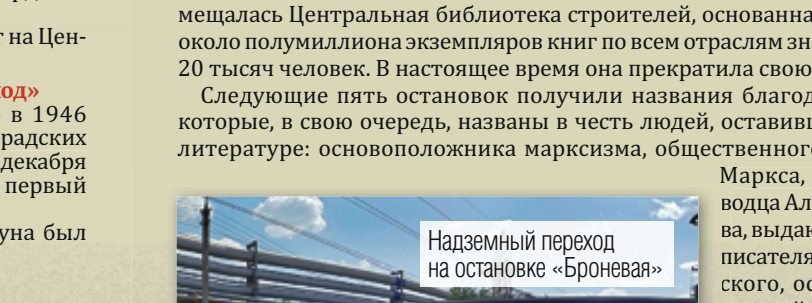 т на Цен-
од»
в 1946
радских
декабря
первый
уна был
мещалась Центральная библиотека строителей, основанна
около полумиллиона экземпляров книг по всем отраслям зн
20 тысяч человек. В настоящее время она прекратила свою
Следующие пять остановок получили названия благод
которые, в свою очередь, названы в честь людей, оставивш
литературе: основоположника марксизма, общественног
Маркса,
водца Ал
ва, выдаю
писателя
ского, ос
Надземный переход
на остановке «Броневая»